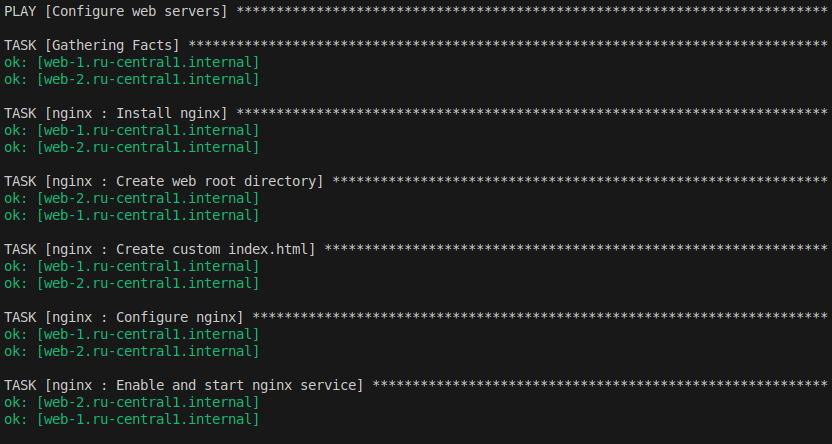 PLAY [Configure web servers] **************************************************************************
TASK [Gathering Facts] ********************************************************************************
ok: [web-1.ru-central1.internal]
ok: [web-2.ru-central1.internal]
TASK [nginx : Install nginx] **************************************************************************
ok: [web-1.ru-central1.internal]
ok: [web-2.ru-central1.internal]
TASK [nginx : Create web root directory] **************************************************************
ok: [web-2.ru-central1.internal]
ok: [web-1.ru-central1.internal]
TASK [nginx : Create custom index.html] ***************************************************************
ok: [web-1.ru-central1.internal]
ok: [web-2.ru-central1.internal]
TASK [nginx : Configure nginx] ************************************************************************
ok: [web-1.ru-central1.internal]
ok: [web-2.ru-central1.internal]
TASK [nginx : Enable and start nginx service] *********************************************************
ok: [web-2.ru-central1.internal]
ok: [web-1.ru-central1.internal]